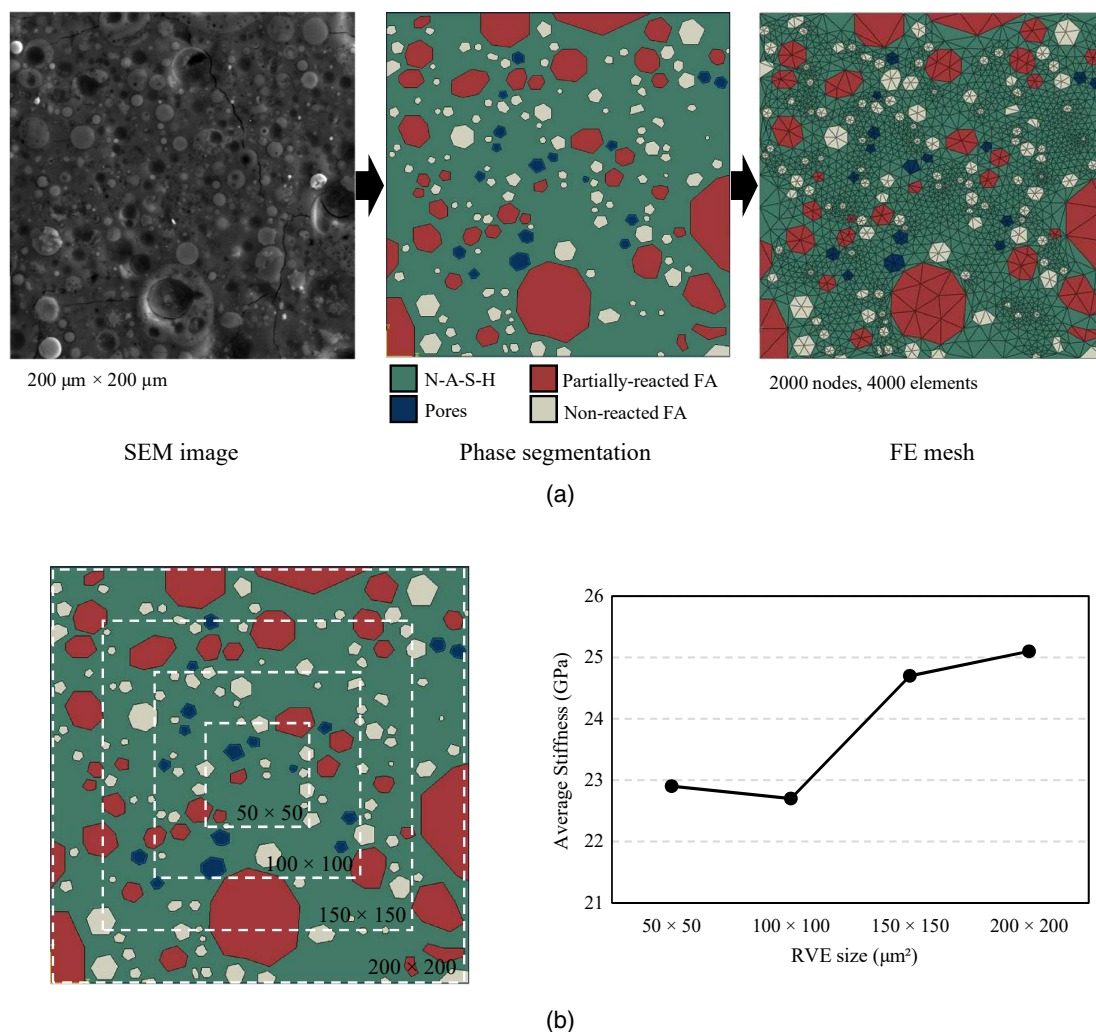 200 μm × 200 μm
N-A-S-H
Partially-reacted FA
Pores
Non-reacted FA
2000 nodes, 4000 elements
SEM image
Phase segmentation
FE mesh
(a)
50 × 50
100 × 100
150 × 150
200 × 200
26
25
24
23
22
21
Average Stiffness (GPa)
50 × 50
100 × 100
150 × 150
200 × 200
RVE size (μm²)
(b)